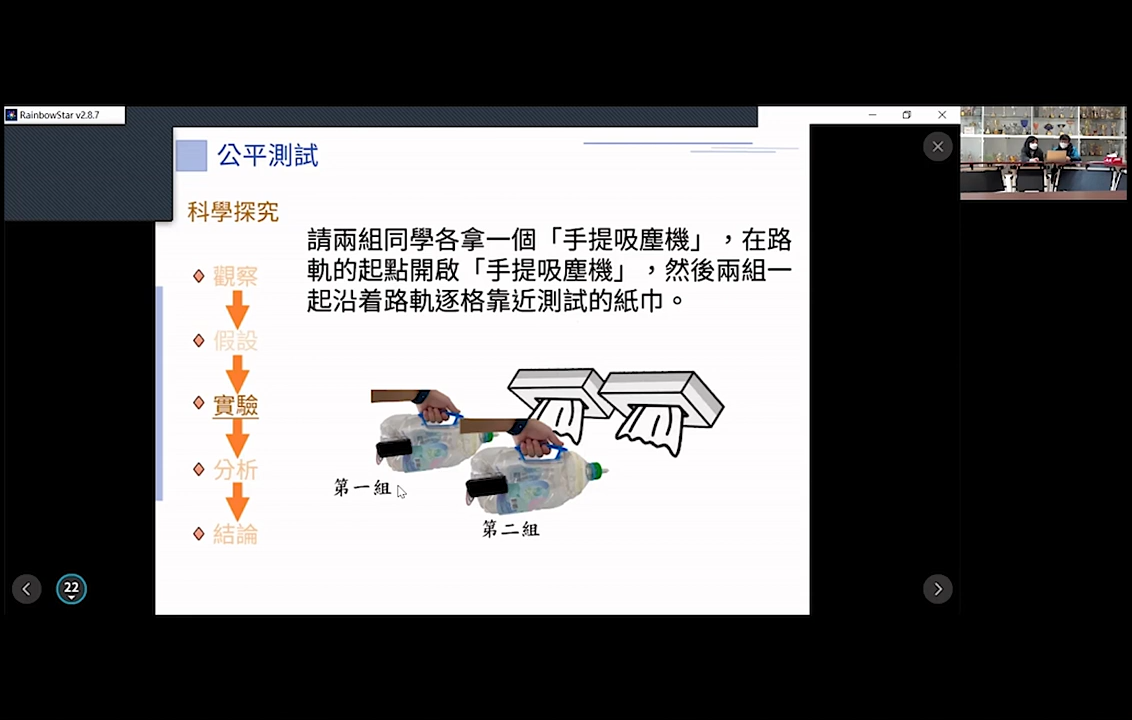 RainbowStar v2.8.7
公平測試
科學探究
請兩組同學各拿一個「手提吸塵機」，在路
軌的起點開啟「手提吸塵機」，然後兩組一
起沿着路軌逐格靠近測試的紙巾。
觀察
假設
實驗
分析
結論
第一組
第二組
22